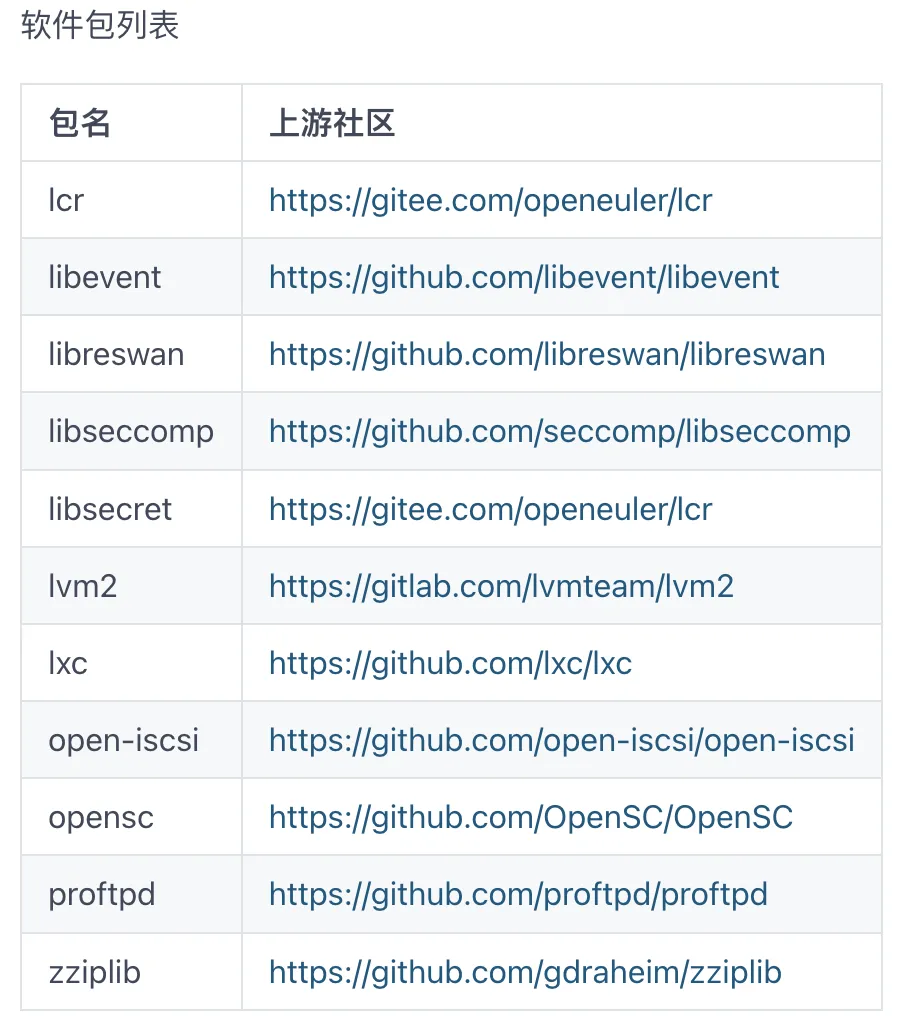 软件包列表
包名 上游社区
lcr https://gitee.com/openeuler/lcr
libevent https://github.com/libevent/libevent
libreswan https://github.com/libreswan/libreswan
libseccomp https://github.com/seccomp/libseccomp
libsecret https://gitee.com/openeuler/lcr
lvm2 https://gitlab.com/lvmteam/lvm2
lxc https://github.com/lxc/lxc
open-iscsi https://github.com/open-iscsi/open-iscsi
opensc https://github.com/OpenSC/OpenSC
proftpd https://github.com/proftpd/proftpd
zziplib https://github.com/gdraheim/zziplib